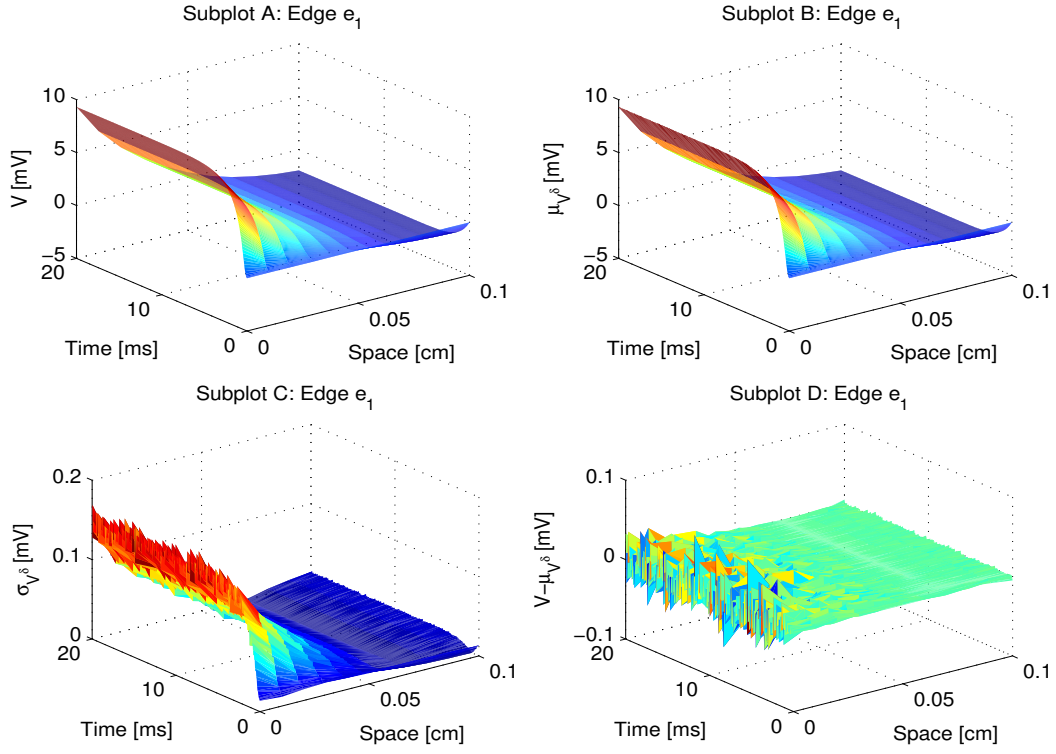 Subplot A: Edge e₁
10
5
0
−5
V [mV]
20
10
0
Time [ms]
0
0.05
0.1
Space [cm]
Subplot B: Edge e₁
10
5
0
−5
μ_V^δ [mV]
20
10
0
Time [ms]
0
0.05
0.1
Space [cm]
Subplot C: Edge e₁
0.2
0.1
0
σ_V^δ [mV]
20
10
0
Time [ms]
0
0.05
0.1
Space [cm]
Subplot D: Edge e₁
0.1
0
−0.1
V−μ_V^δ [mV]
20
10
0
Time [ms]
0
0.05
0.1
Space [cm]